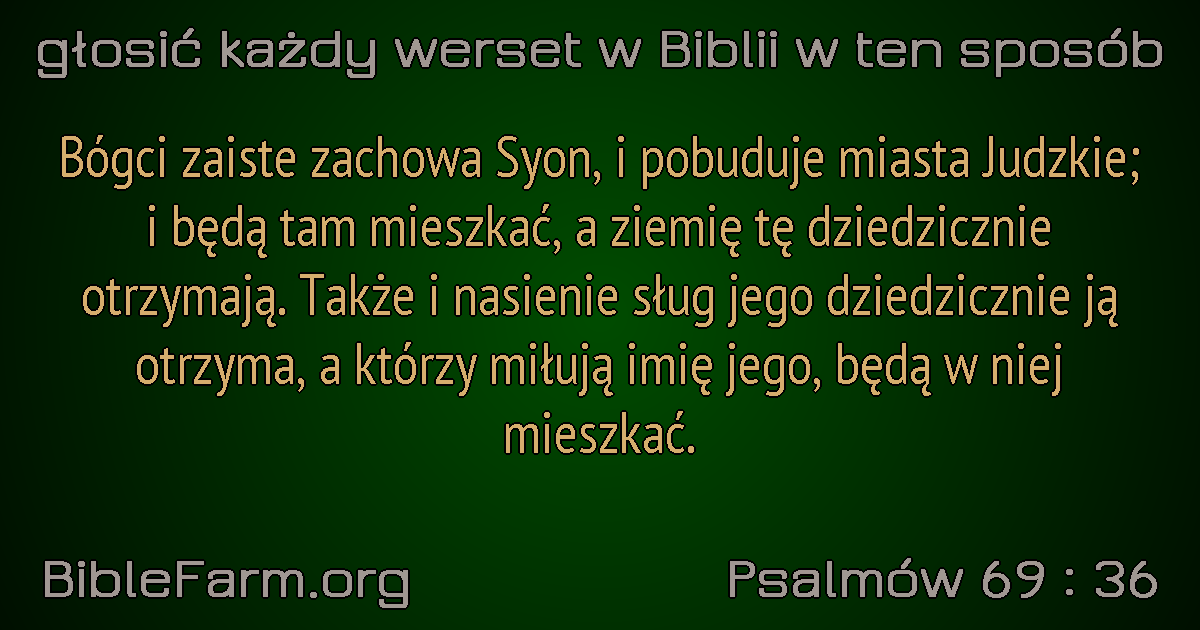 głosić każdy werset w Biblii w ten sposób
Bógci zaiste zachowa Syon, i pobuduje miasta Judzkie;
i będą tam mieszkać, a ziemię tę dziedzicznie
otrzymają. Także i nasienie sług jego dziedzicznie ją
otrzyma, a którzy miłują imię jego, będą w niej
mieszkać.
BibleFarm.org
Psalmów 69 : 36